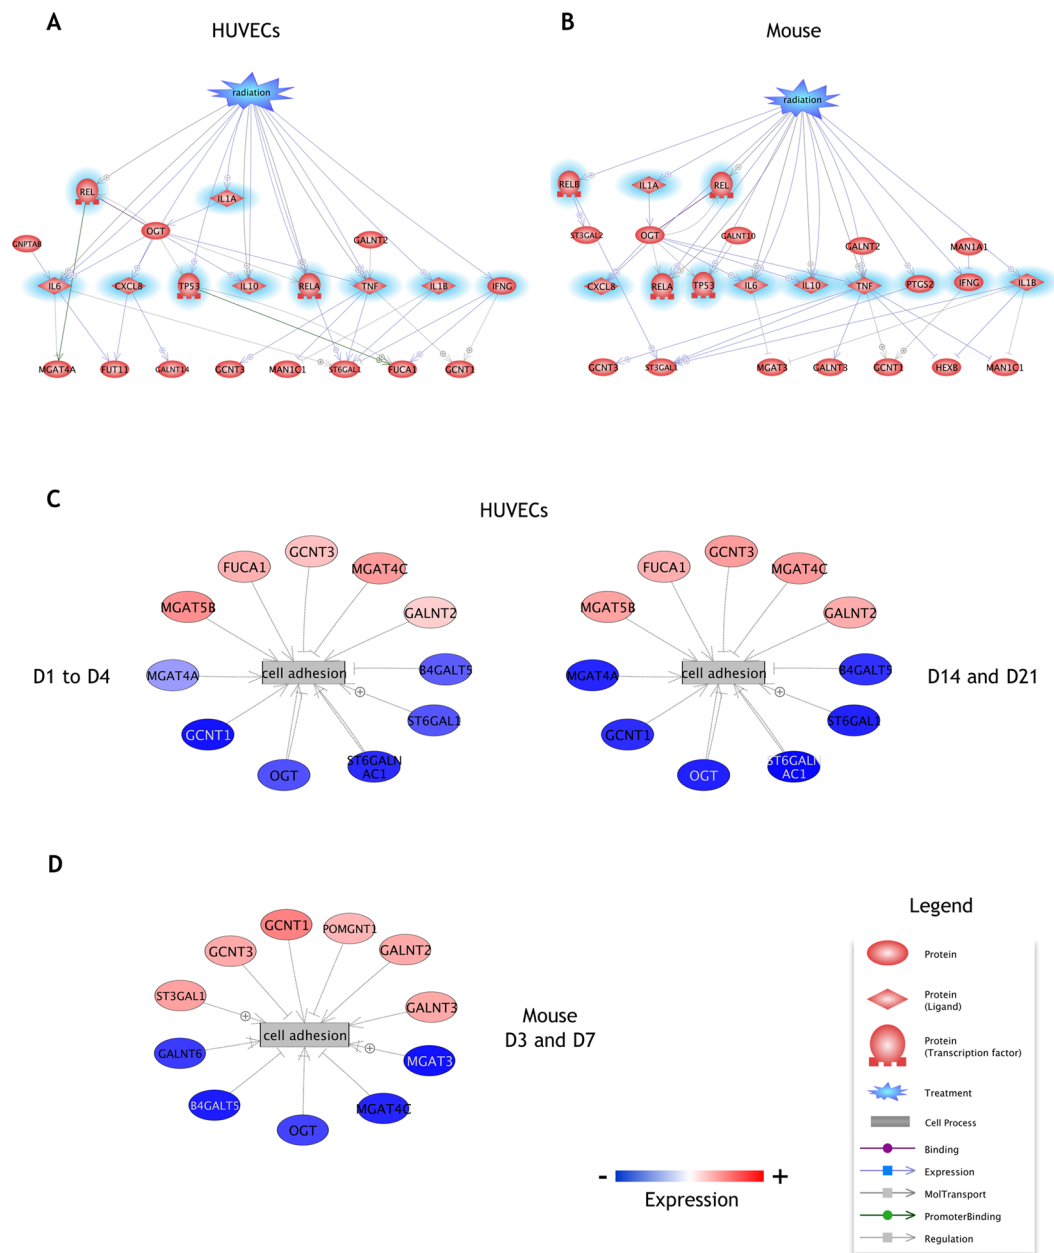 A
HUVECs
radiation
REL
IL1A
OGT
GNPTAB
GALNT2
IL6
CXCL8
TP53
IL10
RELA
TNF
IL1B
IFNG
MGAT4A
FUT11
GALNT14
GCNT3
MAN1C1
ST6GAL1
FUCA1
GCNT1
B
Mouse
radiation
RELB
IL1A
REL
ST3GAL2
OGT
GALNT10
GALNT2
MAN1A1
CXCL8
RELA
TP53
IL6
IL10
TNF
PTGS2
IFNG
IL1B
GCNT3
ST3GAL1
MGAT3
GALNT3
GCNT1
HEXB
MAN1C1
C
HUVECs
D1 to D4
GCNT3
FUCA1
MGAT4C
MGAT5B
GALNT2
MGAT4A
cell adhesion
B4GALT5
GCNT1
ST6GAL1
OGT
ST6GALN
AC1
GCNT3
FUCA1
MGAT4C
MGAT5B
GALNT2
MGAT4A
cell adhesion
B4GALT5
GCNT1
ST6GAL1
OGT
ST6GALN
AC1
D14 and D21
D
GCNT1
POMGNT1
GCNT3
GALNT2
ST3GAL1
GALNT3
cell adhesion
GALNT6
MGAT3
B4GALT5
MGAT4C
OGT
Mouse
D3 and D7
- +
Expression
Legend
Protein
Protein
(Ligand)
Protein
(Transcription factor)
Treatment
Cell Process
Binding
Expression
MolTransport
PromoterBinding
Regulation